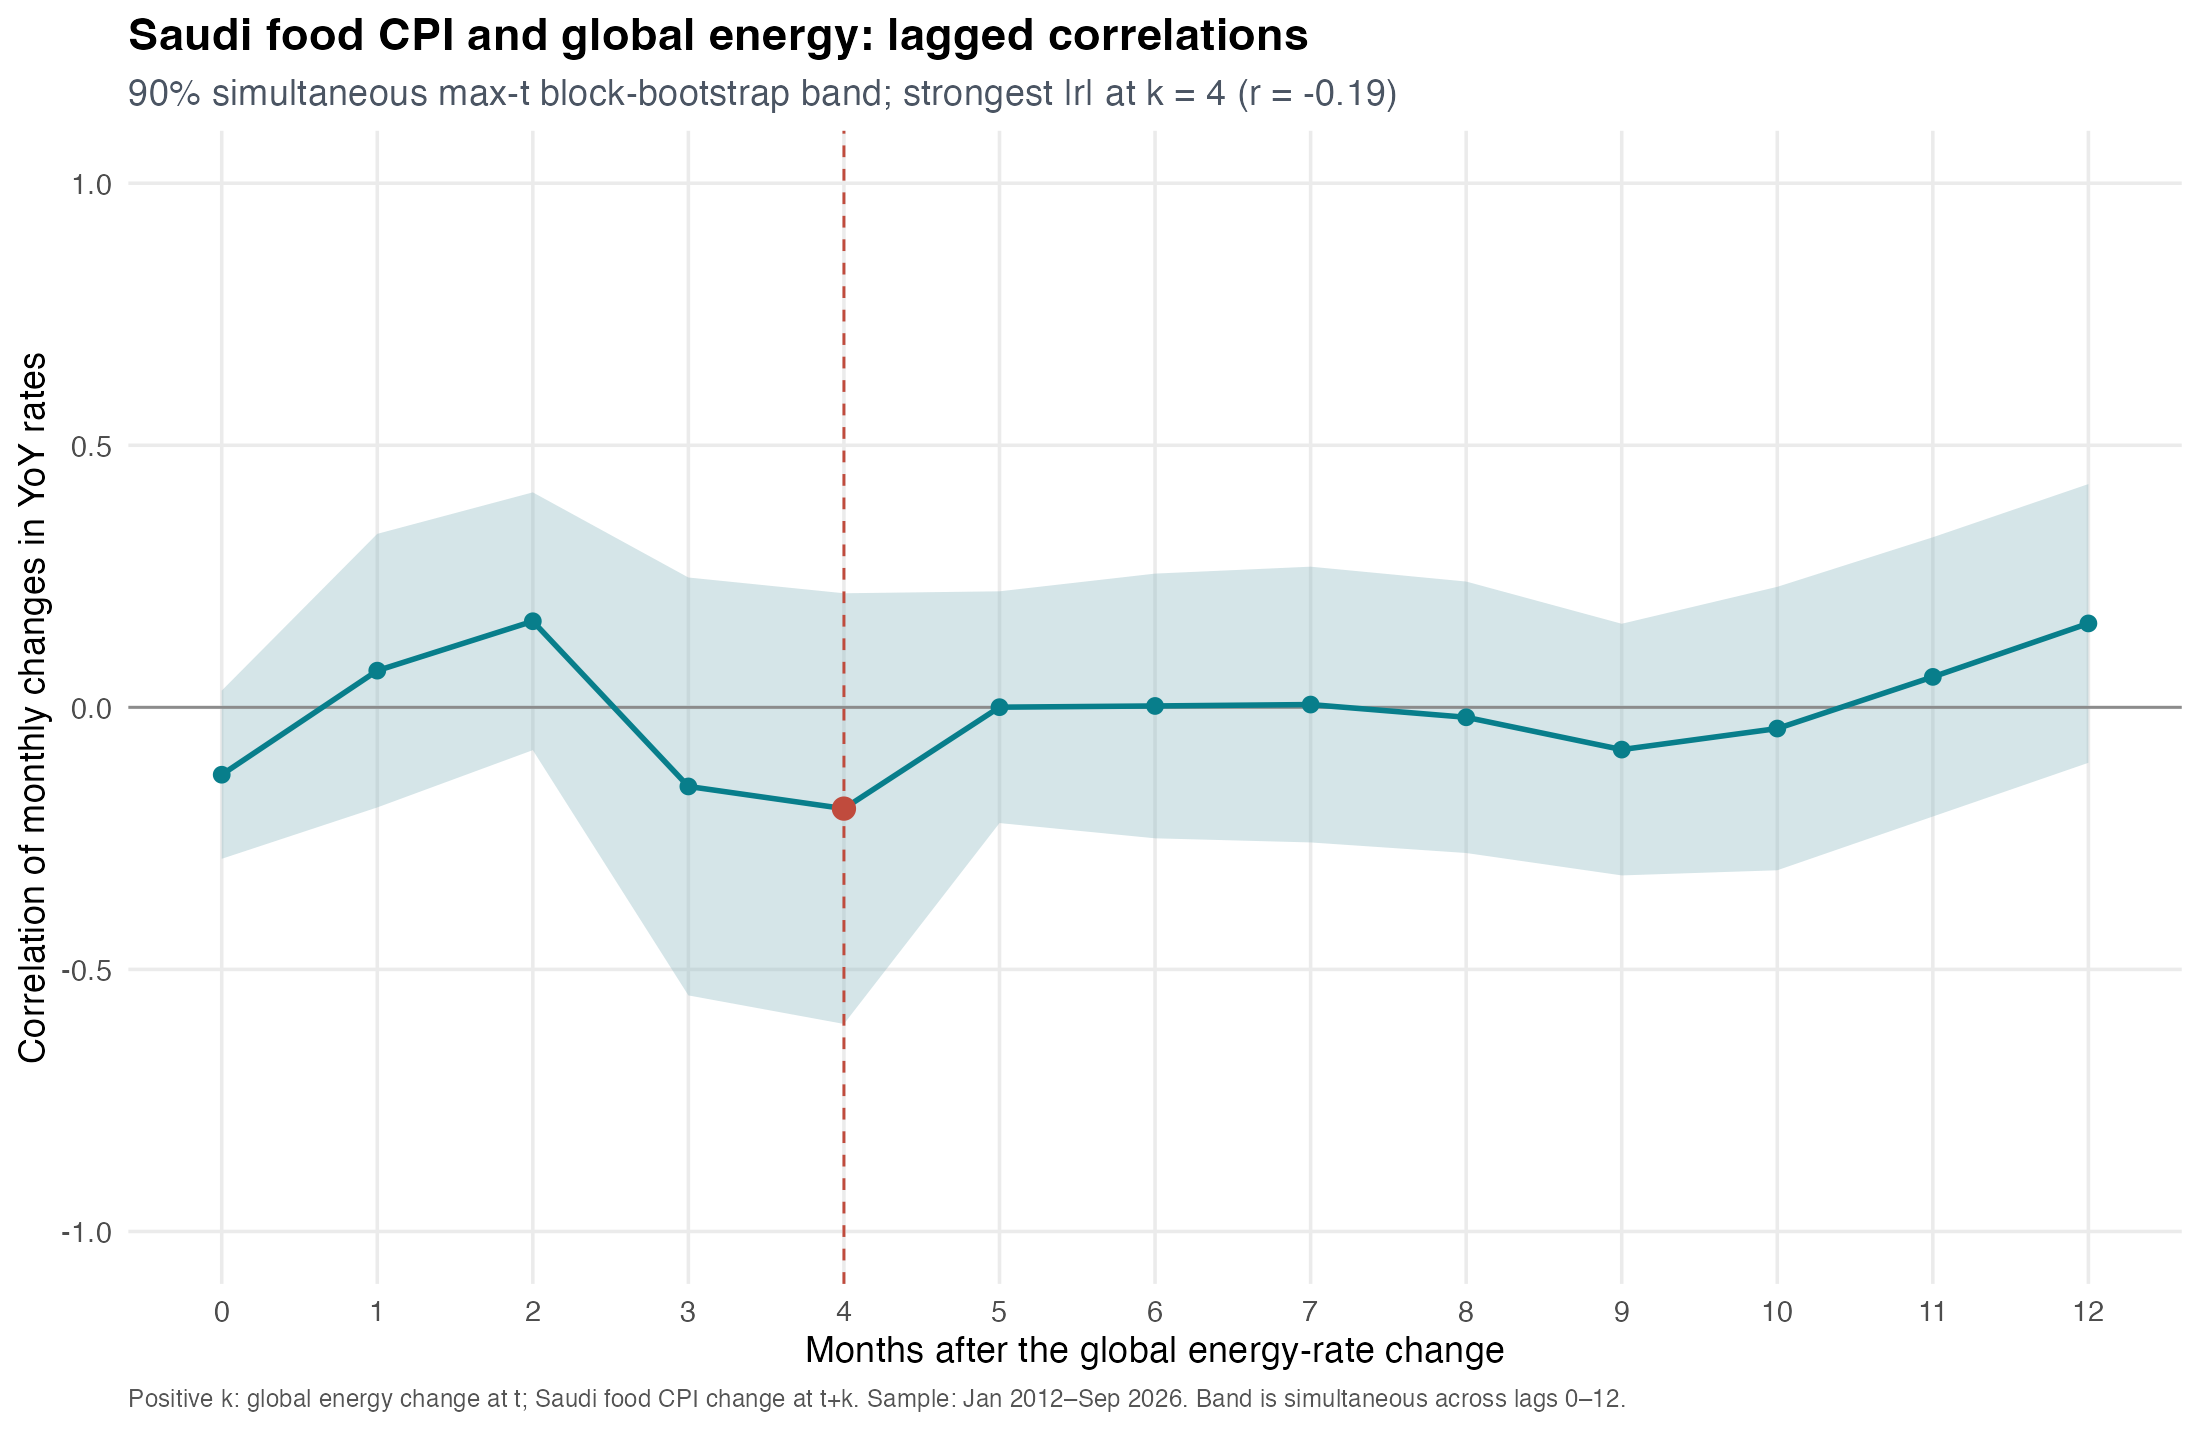 Saudi food CPI and global energy: lagged correlations
90% simultaneous max-t block-bootstrap band; strongest |r| at k = 4 (r = -0.19)
Correlation of monthly changes in YoY rates
1.0
0.5
0.0
-0.5
-1.0
0 1 2 3 4 5 6 7 8 9 10 11 12
Months after the global energy-rate change
Positive k: global energy change at t; Saudi food CPI change at t+k. Sample: Jan 2012–Sep 2026. Band is simultaneous across lags 0–12.